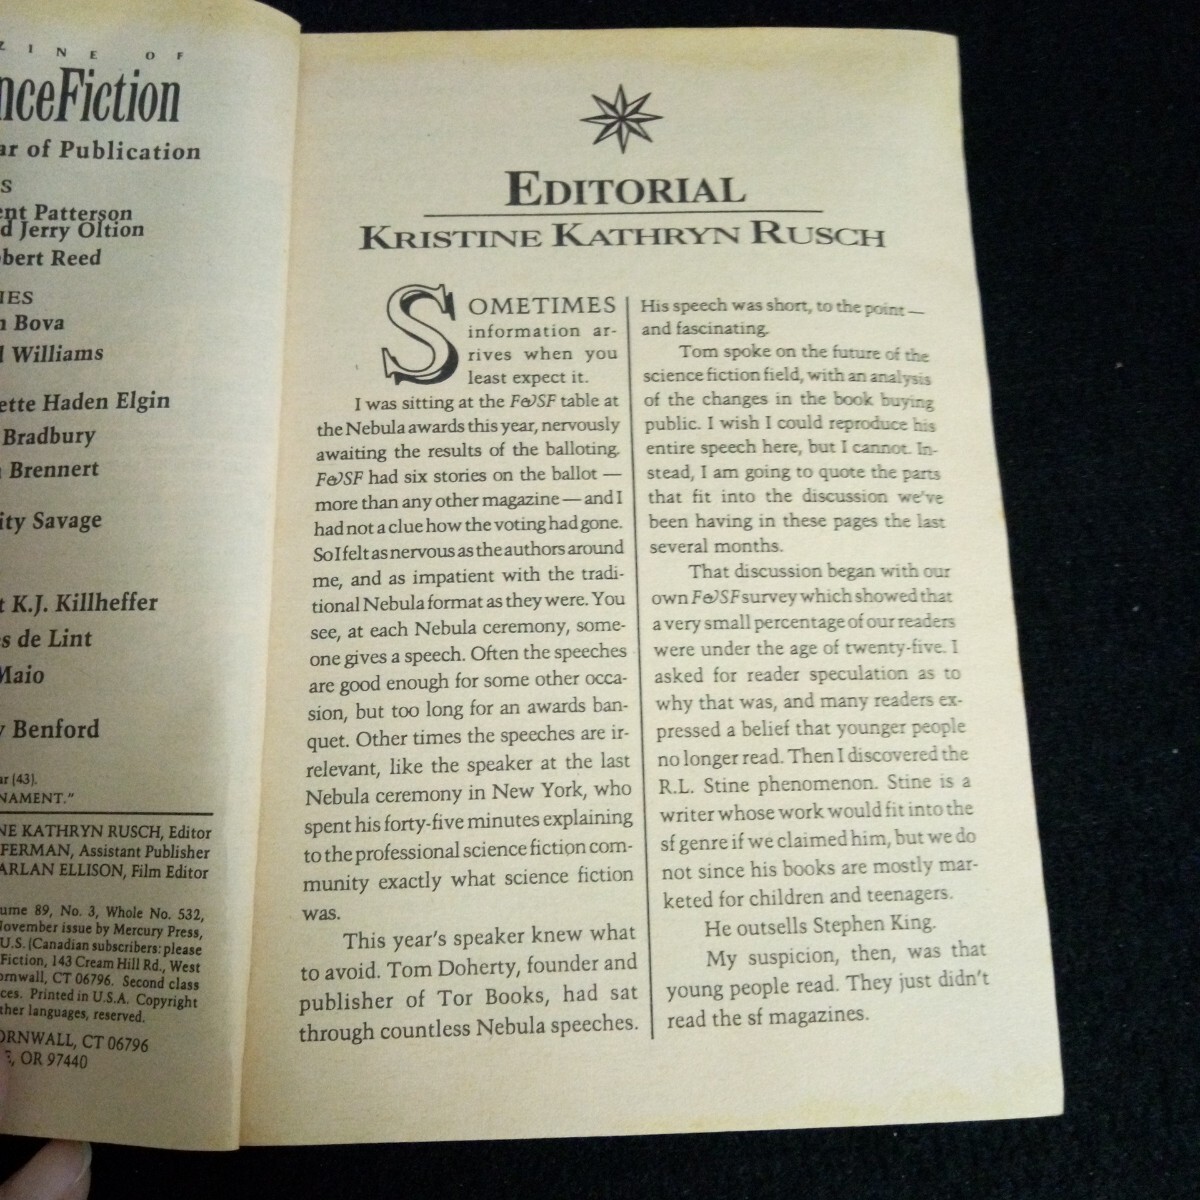 ZINE OF
nceFiction
ar of Publication
S
ent Patterson
d Jerry Oltion
bert Reed
IES
n Bova
l Williams
ette Haden Elgin
Bradbury
Brennert
ity Savage
t K.J. Killheffer
s de Lint
Maio
y Benford
ar (43).
NAMENT."
NE KATHRYN RUSCH, Editor
FERMAN, Assistant Publisher
ARLAN ELLISON, Film Editor
ume 89, No. 3, Whole No. 532,
November issue by Mercury Press,
U.S. (Canadian subscribers: please
Fiction, 143 Cream Hill Rd., West
ornwall, CT 06796. Second class
ces. Printed in U.S.A. Copyright
ther languages, reserved.
ORNWALL, CT 06796
E, OR 97440
EDITORIAL
KRISTINE KATHRYN RUSCH
SOMETIMES
information ar-
rives when you
least expect it.
I was sitting at the F&SF table at
the Nebula awards this year, nervously
awaiting the results of the balloting.
F&SF had six stories on the ballot —
more than any other magazine — and I
had not a clue how the voting had gone.
So I felt as nervous as the authors around
me, and as impatient with the tradi-
tional Nebula format as they were. You
see, at each Nebula ceremony, some-
one gives a speech. Often the speeches
are good enough for some other occa-
sion, but too long for an awards ban-
quet. Other times the speeches are ir-
relevant, like the speaker at the last
Nebula ceremony in New York, who
spent his forty-five minutes explaining
to the professional science fiction com-
munity exactly what science fiction
was.
This year's speaker knew what
to avoid. Tom Doherty, founder and
publisher of Tor Books, had sat
through countless Nebula speeches.
His speech was short, to the point —
and fascinating.
Tom spoke on the future of the
science fiction field, with an analysis
of the changes in the book buying
public. I wish I could reproduce his
entire speech here, but I cannot. In-
stead, I am going to quote the parts
that fit into the discussion we've
been having in these pages the last
several months.
That discussion began with our
own F&SF survey which showed that
a very small percentage of our readers
were under the age of twenty-five. I
asked for reader speculation as to
why that was, and many readers ex-
pressed a belief that younger people
no longer read. Then I discovered the
R.L. Stine phenomenon. Stine is a
writer whose work would fit into the
sf genre if we claimed him, but we do
not since his books are mostly mar-
keted for children and teenagers.
He outsells Stephen King.
My suspicion, then, was that
young people read. They just didn't
read the sf magazines.